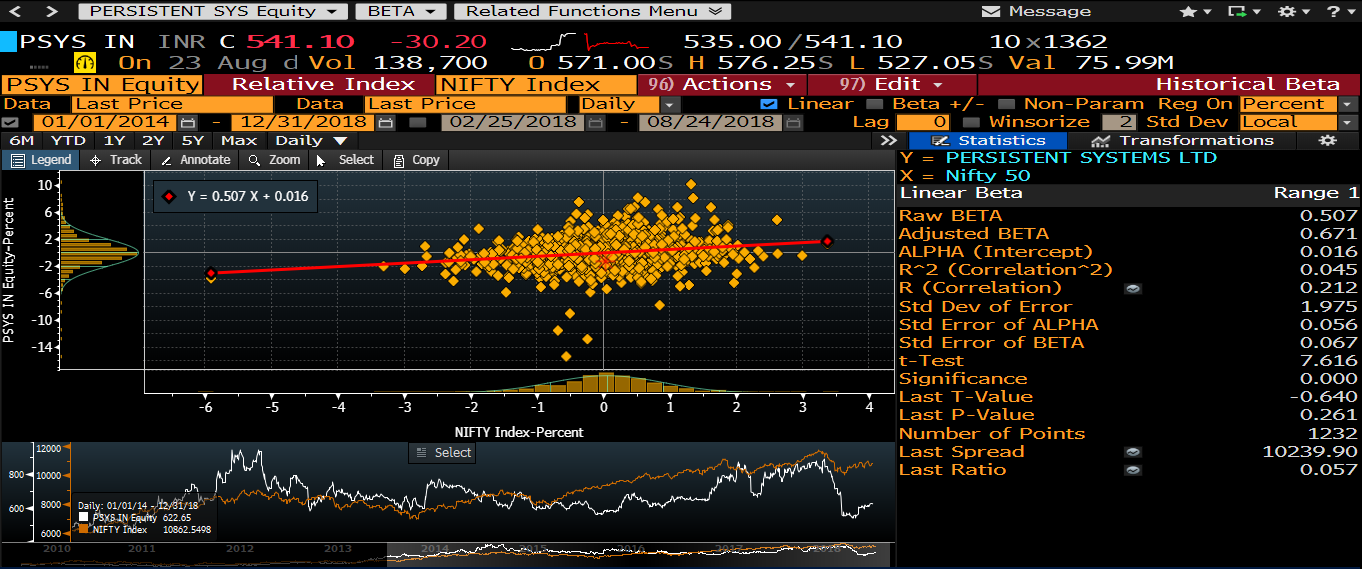 < > PERSISTENT SYS Equity BETA Related Functions Menu Message
PSYS IN INR C 541.10 -30.20 535.00/541.10 10x1362
On 23 Aug d Vol 138,700 O 571.00S H 576.25S L 527.05S Val 75.99M
PSYS IN Equity Relative Index NIFTY Index 96) Actions 97) Edit Historical Beta
Data Last Price Data Last Price Daily Linear Beta +/- Non-Param Reg On Percent
01/01/2014 - 12/31/2018 02/25/2018 - 08/24/2018 Lag 0 Winsorize 2 Std Dev Local
6M YTD 1Y 2Y 5Y Max Daily Statistics Transformations
Legend Track Annotate Zoom Select Copy
Y = PERSISTENT SYSTEMS LTD
X = Nifty 50
Linear Beta Range 1
Raw BETA 0.507
Adjusted BETA 0.671
ALPHA (Intercept) 0.016
R^2 (Correlation^2) 0.045
R (Correlation) 0.212
Std Dev of Error 1.975
Std Error of ALPHA 0.056
Std Error of BETA 0.067
t-Test 7.616
Significance 0.000
Last T-Value -0.640
Last P-Value 0.261
Number of Points 1232
Last Spread 10239.90
Last Ratio 0.057
Y = 0.507 X + 0.016
PSYS IN Equity-Percent
10
6
2
-2
-6
-10
-14
-6 -5 -4 -3 -2 -1 0 1 2 3 4
NIFTY Index-Percent
Select
800
600
12000
10000
8000
6000
Daily: 01/01/14 - 12/31/18
PSYS IN Equity 622.65
NIFTY Index 10862.5498
2010 2011 2012 2013 2014 2015 2016 2017 2018